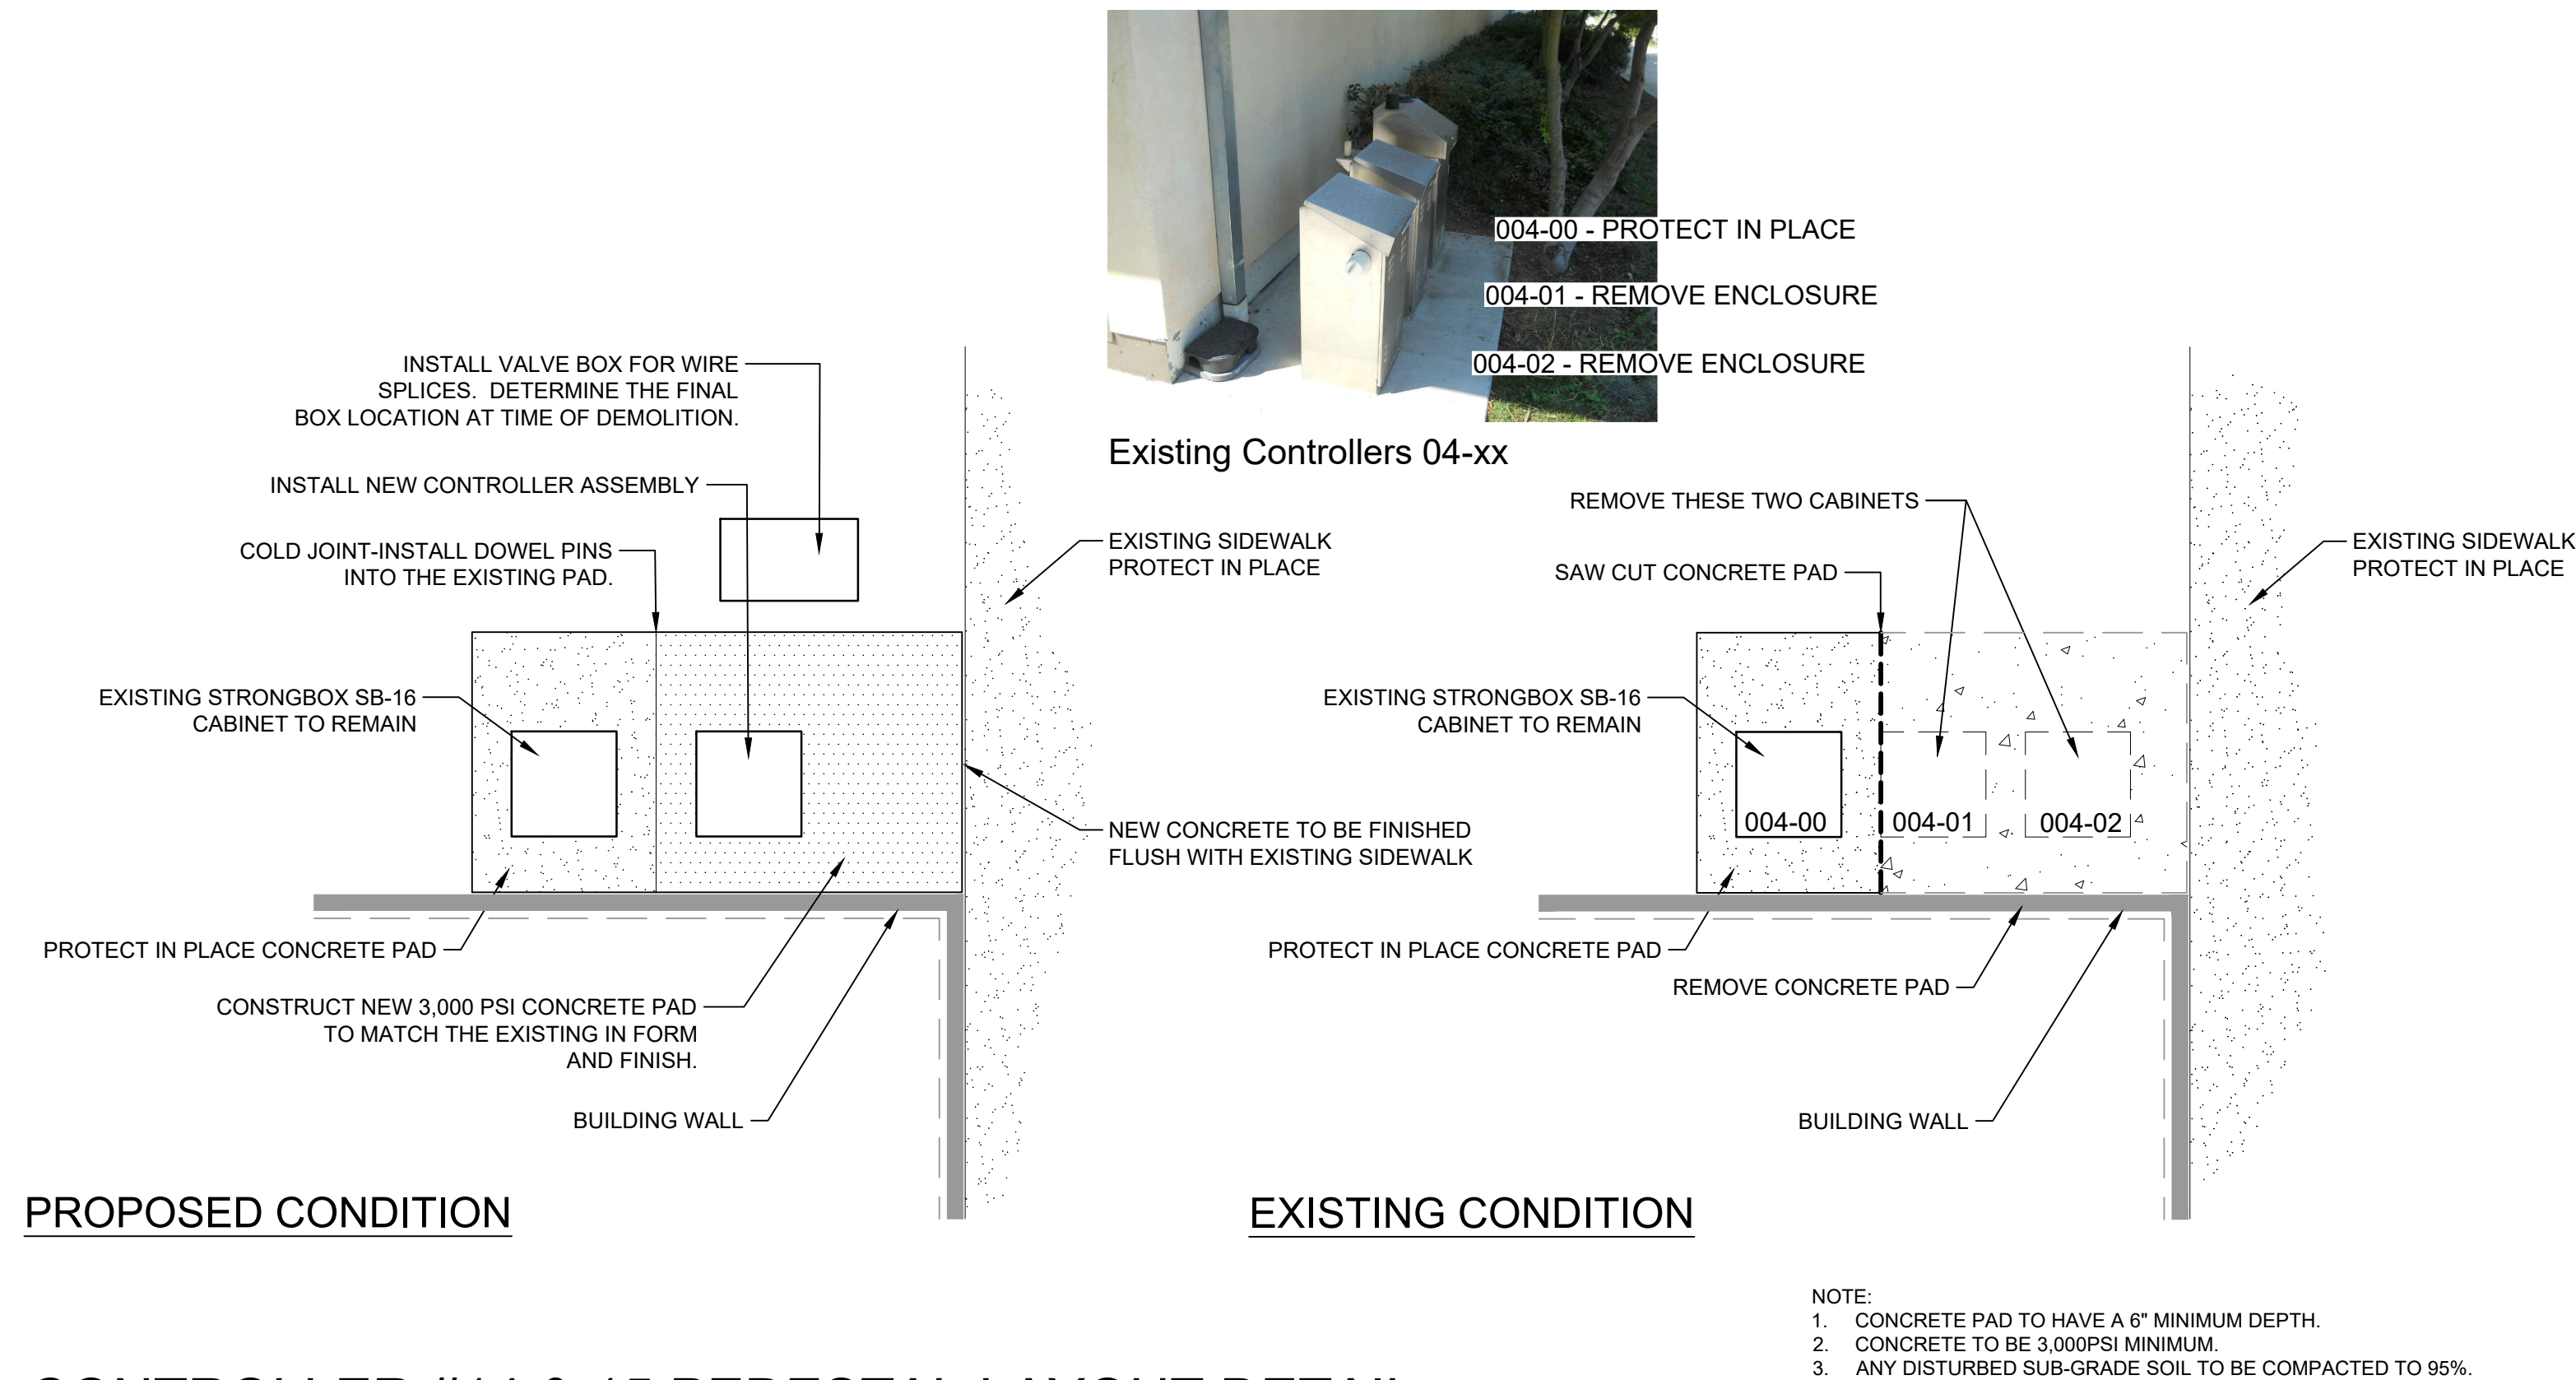 004-00 - PROTECT IN PLACE
004-01 - REMOVE ENCLOSURE
004-02 - REMOVE ENCLOSURE
Existing Controllers 04-xx
INSTALL VALVE BOX FOR WIRE
SPLICES. DETERMINE THE FINAL
BOX LOCATION AT TIME OF DEMOLITION.
INSTALL NEW CONTROLLER ASSEMBLY
COLD JOINT-INSTALL DOWEL PINS
INTO THE EXISTING PAD.
EXISTING STRONGBOX SB-16
CABINET TO REMAIN
EXISTING SIDEWALK
PROTECT IN PLACE
NEW CONCRETE TO BE FINISHED
FLUSH WITH EXISTING SIDEWALK
PROTECT IN PLACE CONCRETE PAD
CONSTRUCT NEW 3,000 PSI CONCRETE PAD
TO MATCH THE EXISTING IN FORM
AND FINISH.
BUILDING WALL
PROPOSED CONDITION
REMOVE THESE TWO CABINETS
SAW CUT CONCRETE PAD
EXISTING SIDEWALK
PROTECT IN PLACE
EXISTING STRONGBOX SB-16
CABINET TO REMAIN
004-00
004-01
004-02
PROTECT IN PLACE CONCRETE PAD
REMOVE CONCRETE PAD
BUILDING WALL
EXISTING CONDITION
NOTE:
1. CONCRETE PAD TO HAVE A 6" MINIMUM DEPTH.
2. CONCRETE TO BE 3,000PSI MINIMUM.
3. ANY DISTURBED SUB-GRADE SOIL TO BE COMPACTED TO 95%.